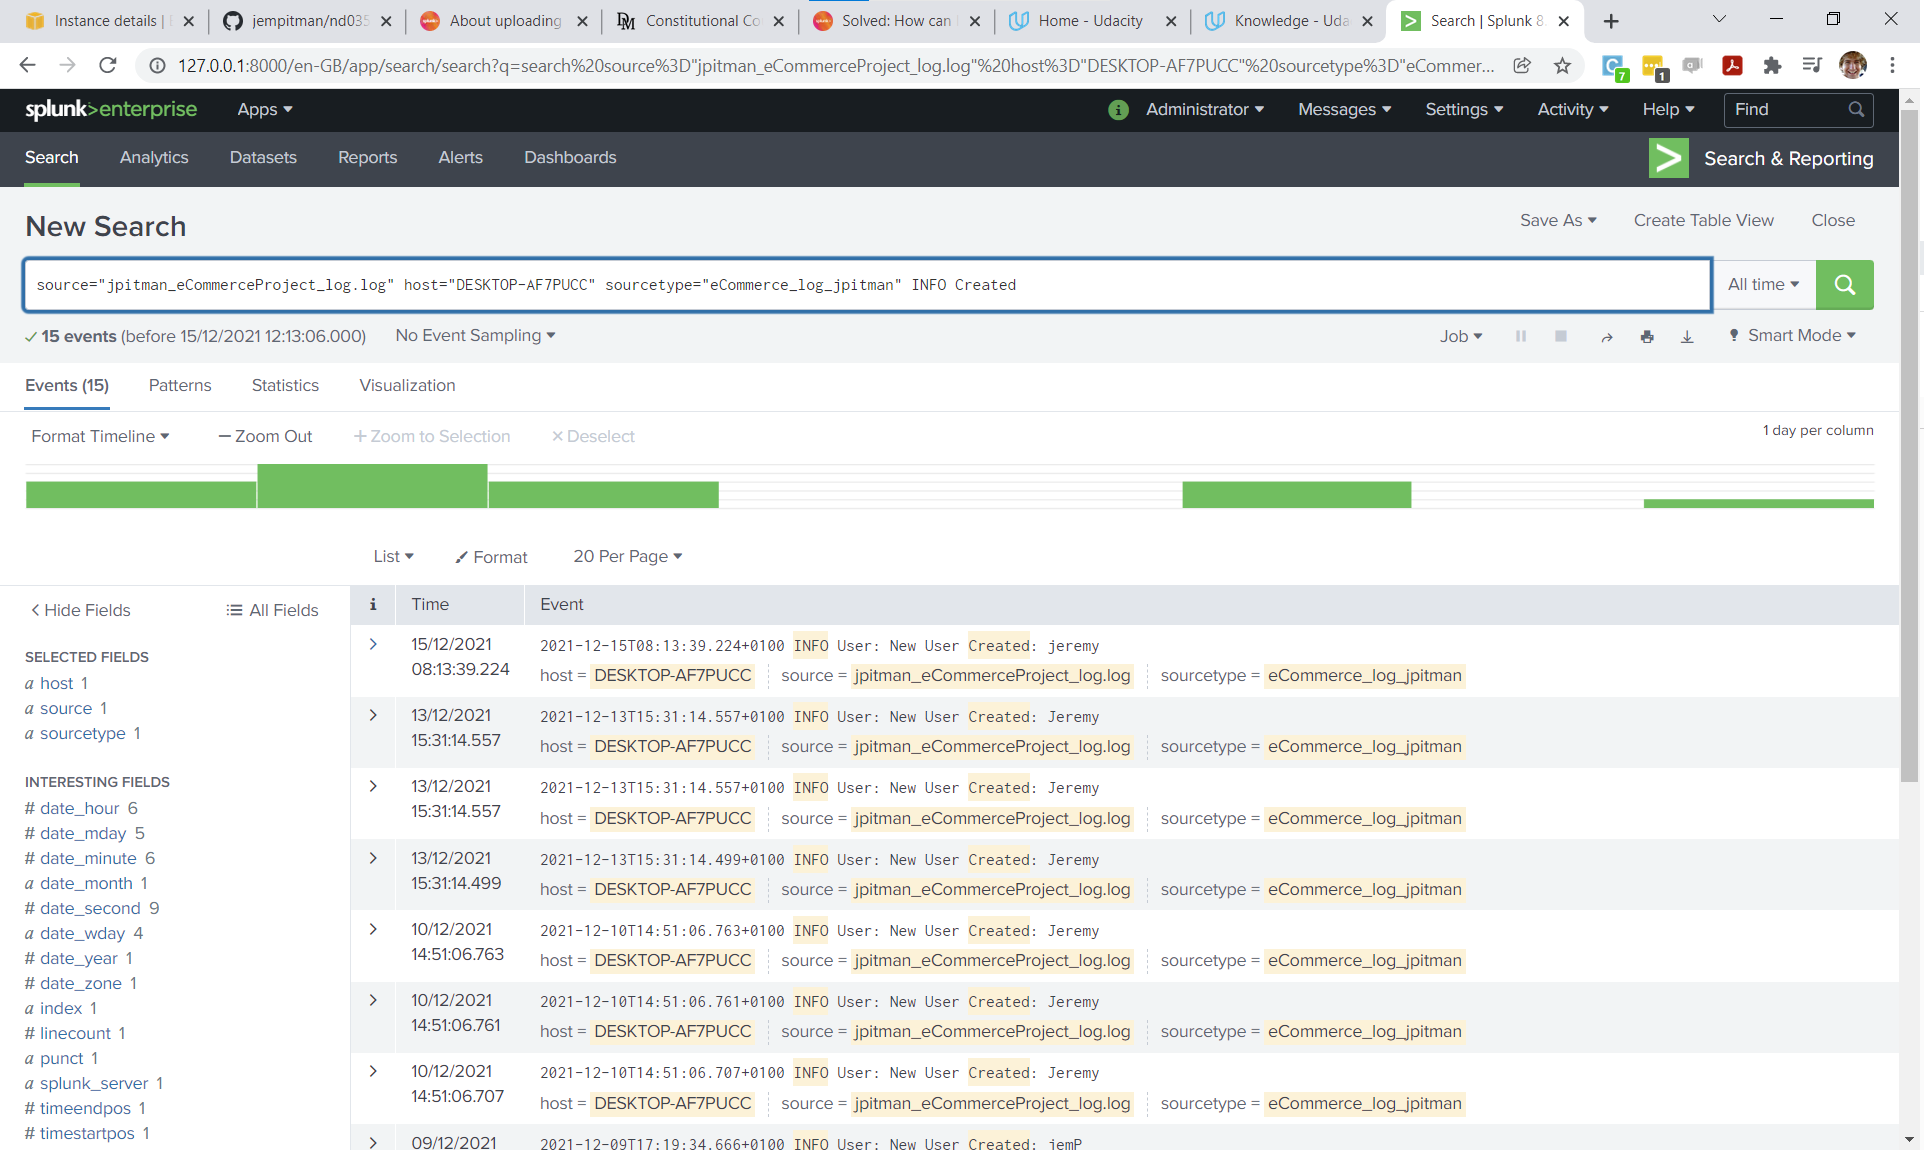 Instance details | E
jempitman/nd035
About uploading
Constitutional Co
Solved: How can I
Home - Udacity
Knowledge - Uda
Search | Splunk 8.
127.0.0.1:8000/en-GB/app/search/search?q=search%20source%3D"jpitman_eCommerceProject_log.log"%20host%3D"DESKTOP-AF7PUCC"%20sourcetype%3D"eCommer...
7
1
splunk>enterprise Apps
Administrator Messages Settings Activity Help Find
Search Analytics Datasets Reports Alerts Dashboards Search & Reporting
New Search
Save As Create Table View Close
source="jpitman_eCommerceProject_log.log" host="DESKTOP-AF7PUCC" sourcetype="eCommerce_log_jpitman" INFO Created
All time
15 events (before 15/12/2021 12:13:06.000) No Event Sampling
Job Smart Mode
Events (15) Patterns Statistics Visualization
Format Timeline — Zoom Out + Zoom to Selection × Deselect
1 day per column
List Format 20 Per Page
< Hide Fields All Fields
SELECTED FIELDS
a host 1
a source 1
a sourcetype 1
INTERESTING FIELDS
# date_hour 6
# date_mday 5
# date_minute 6
a date_month 1
# date_second 9
a date_wday 4
# date_year 1
# date_zone 1
a index 1
# linecount 1
a punct 1
a splunk_server 1
# timeendpos 1
# timestartpos 1
i Time Event
> 15/12/2021 08:13:39.224
2021-12-15T08:13:39.224+0100 INFO User: New User Created: jeremy
host = DESKTOP-AF7PUCC source = jpitman_eCommerceProject_log.log sourcetype = eCommerce_log_jpitman
> 13/12/2021 15:31:14.557
2021-12-13T15:31:14.557+0100 INFO User: New User Created: Jeremy
host = DESKTOP-AF7PUCC source = jpitman_eCommerceProject_log.log sourcetype = eCommerce_log_jpitman
> 13/12/2021 15:31:14.557
2021-12-13T15:31:14.557+0100 INFO User: New User Created: Jeremy
host = DESKTOP-AF7PUCC source = jpitman_eCommerceProject_log.log sourcetype = eCommerce_log_jpitman
> 13/12/2021 15:31:14.499
2021-12-13T15:31:14.499+0100 INFO User: New User Created: Jeremy
host = DESKTOP-AF7PUCC source = jpitman_eCommerceProject_log.log sourcetype = eCommerce_log_jpitman
> 10/12/2021 14:51:06.763
2021-12-10T14:51:06.763+0100 INFO User: New User Created: Jeremy
host = DESKTOP-AF7PUCC source = jpitman_eCommerceProject_log.log sourcetype = eCommerce_log_jpitman
> 10/12/2021 14:51:06.761
2021-12-10T14:51:06.761+0100 INFO User: New User Created: Jeremy
host = DESKTOP-AF7PUCC source = jpitman_eCommerceProject_log.log sourcetype = eCommerce_log_jpitman
> 10/12/2021 14:51:06.707
2021-12-10T14:51:06.707+0100 INFO User: New User Created: Jeremy
host = DESKTOP-AF7PUCC source = jpitman_eCommerceProject_log.log sourcetype = eCommerce_log_jpitman
> 09/12/2021
2021-12-09T17:19:34.666+0100 INFO User: New User Created: jemP